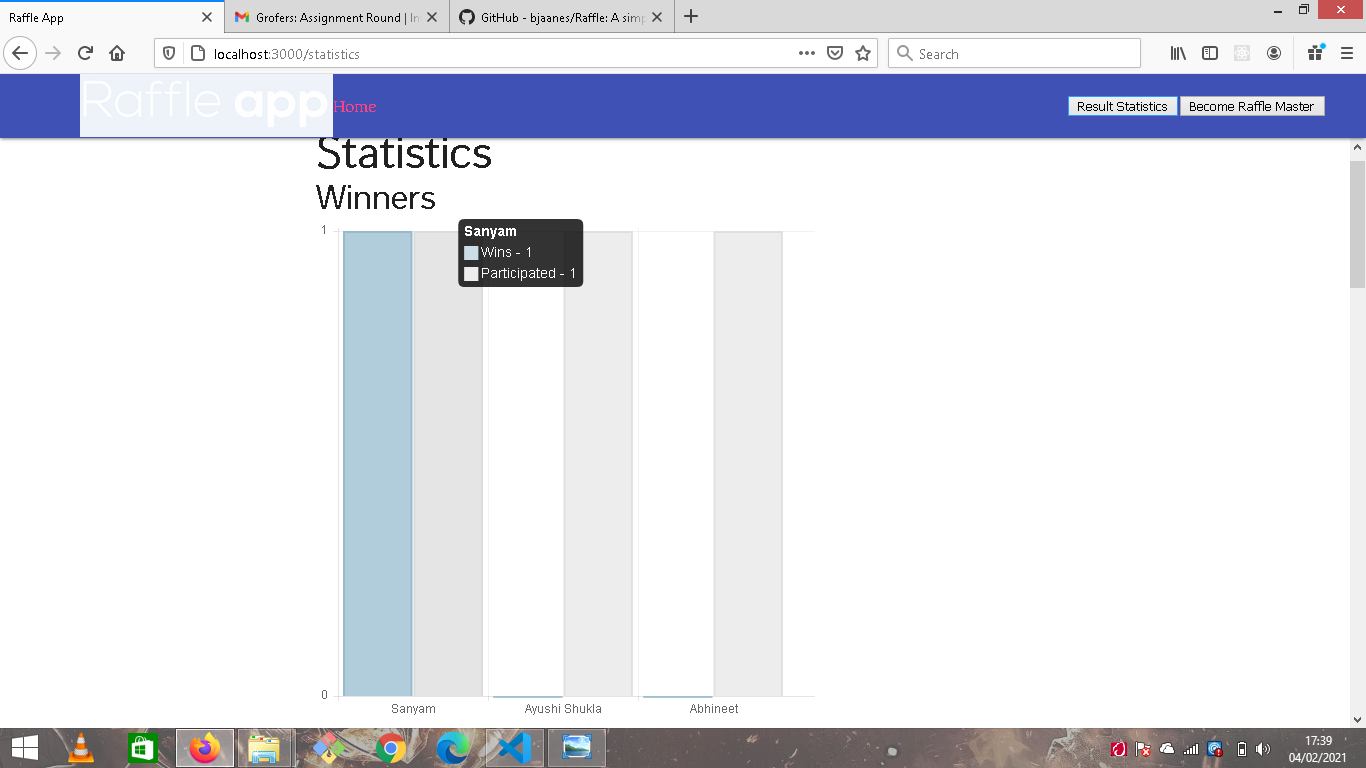 Raffle App
Grofers: Assignment Round | In
GitHub - bjaanes/Raffle: A simp
localhost:3000/statistics
Search
Raffle app
Home
Result Statistics
Become Raffle Master
Statistics
Winners
1
Sanyam
Wins - 1
Participated - 1
0
Sanyam
Ayushi Shukla
Abhineet
17:39
04/02/2021